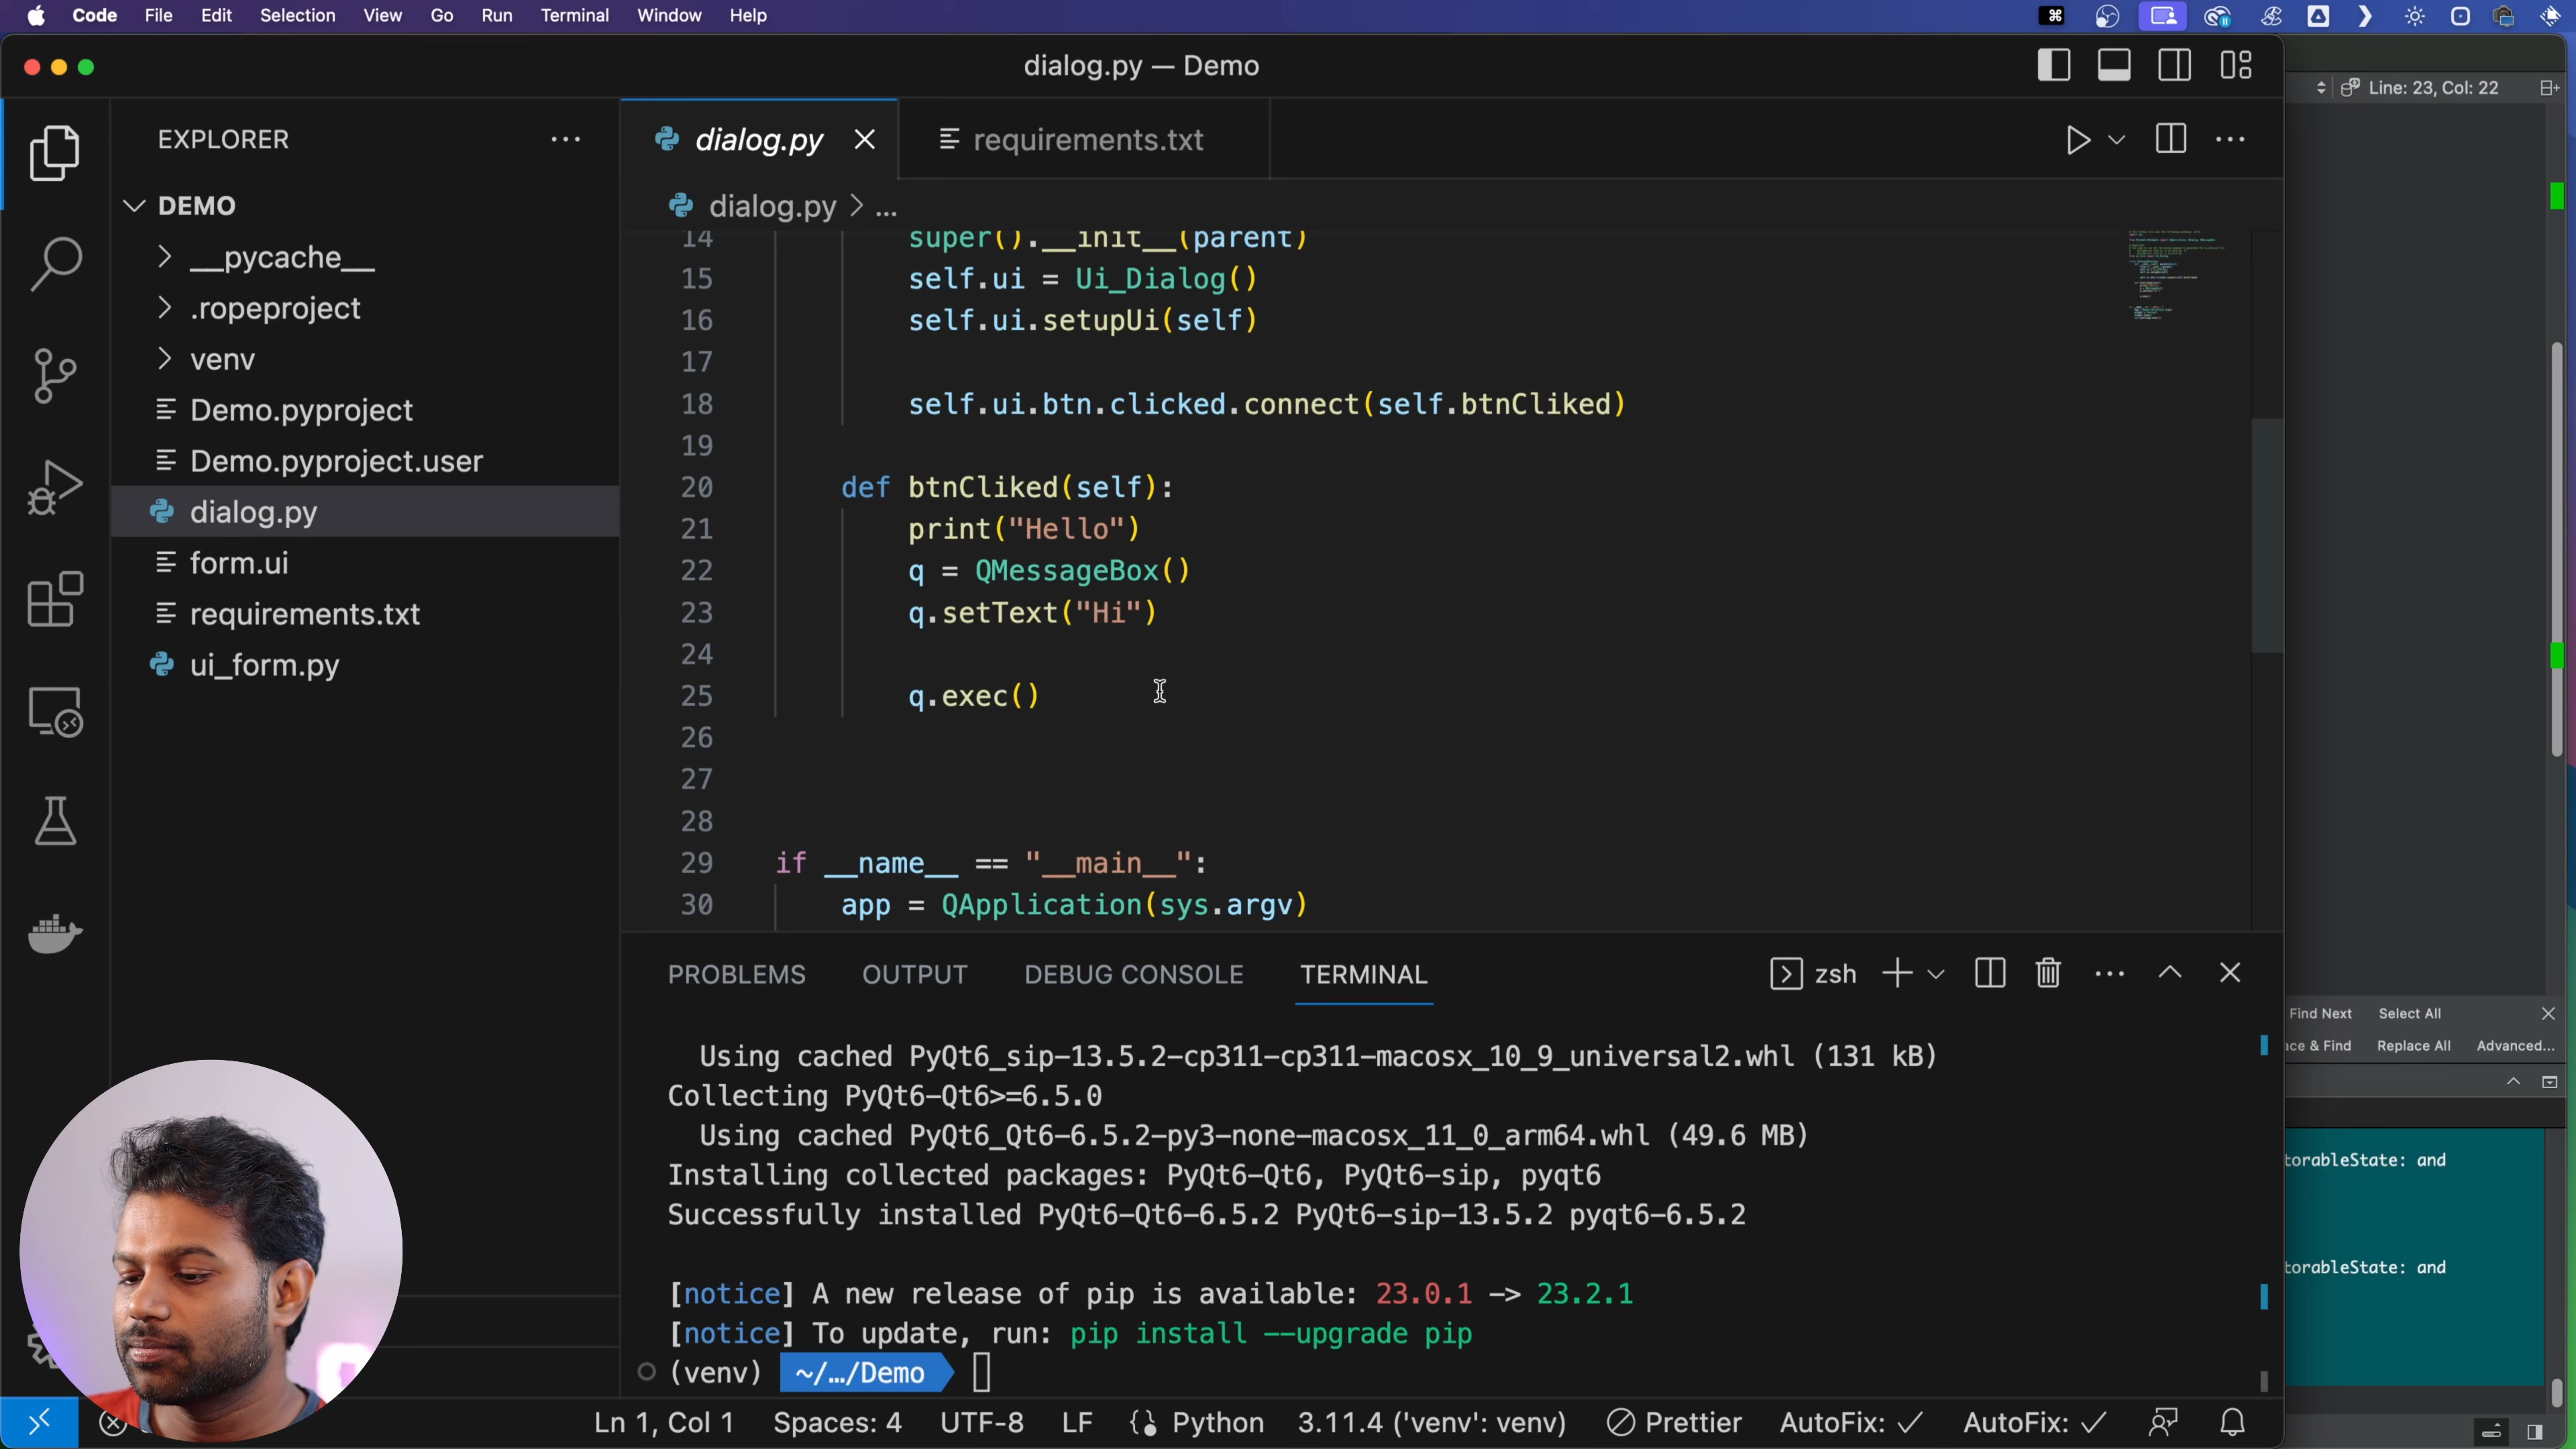 Code File Edit Selection View Go Run Terminal Window Help
dialog.py — Demo
Line: 23, Col: 22
EXPLORER
DEMO
__pycache__
.ropeproject
venv
Demo.pyproject
Demo.pyproject.user
dialog.py
form.ui
requirements.txt
ui_form.py
dialog.py requirements.txt
dialog.py > ...
14 super().__init__(parent)
15 self.ui = Ui_Dialog()
16 self.ui.setupUi(self)
17
18 self.ui.btn.clicked.connect(self.btnCliked)
19
20 def btnCliked(self):
21 print("Hello")
22 q = QMessageBox()
23 q.setText("Hi")
24
25 q.exec()
26
27
28
29 if __name__ == "__main__":
30 app = QApplication(sys.argv)
PROBLEMS OUTPUT DEBUG CONSOLE TERMINAL zsh
Using cached PyQt6_sip-13.5.2-cp311-cp311-macosx_10_9_universal2.whl (131 kB)
Collecting PyQt6-Qt6>=6.5.0
Using cached PyQt6_Qt6-6.5.2-py3-none-macosx_11_0_arm64.whl (49.6 MB)
Installing collected packages: PyQt6-Qt6, PyQt6-sip, pyqt6
Successfully installed PyQt6-Qt6-6.5.2 PyQt6-sip-13.5.2 pyqt6-6.5.2
[notice] A new release of pip is available: 23.0.1 -> 23.2.1
[notice] To update, run: pip install --upgrade pip
(venv) ~/.../Demo
Find Next Select All
ace & Find Replace All Advanced...
torableState: and
torableState: and
Ln 1, Col 1 Spaces: 4 UTF-8 LF Python 3.11.4 ('venv': venv) Prettier AutoFix: ✓ AutoFix: ✓